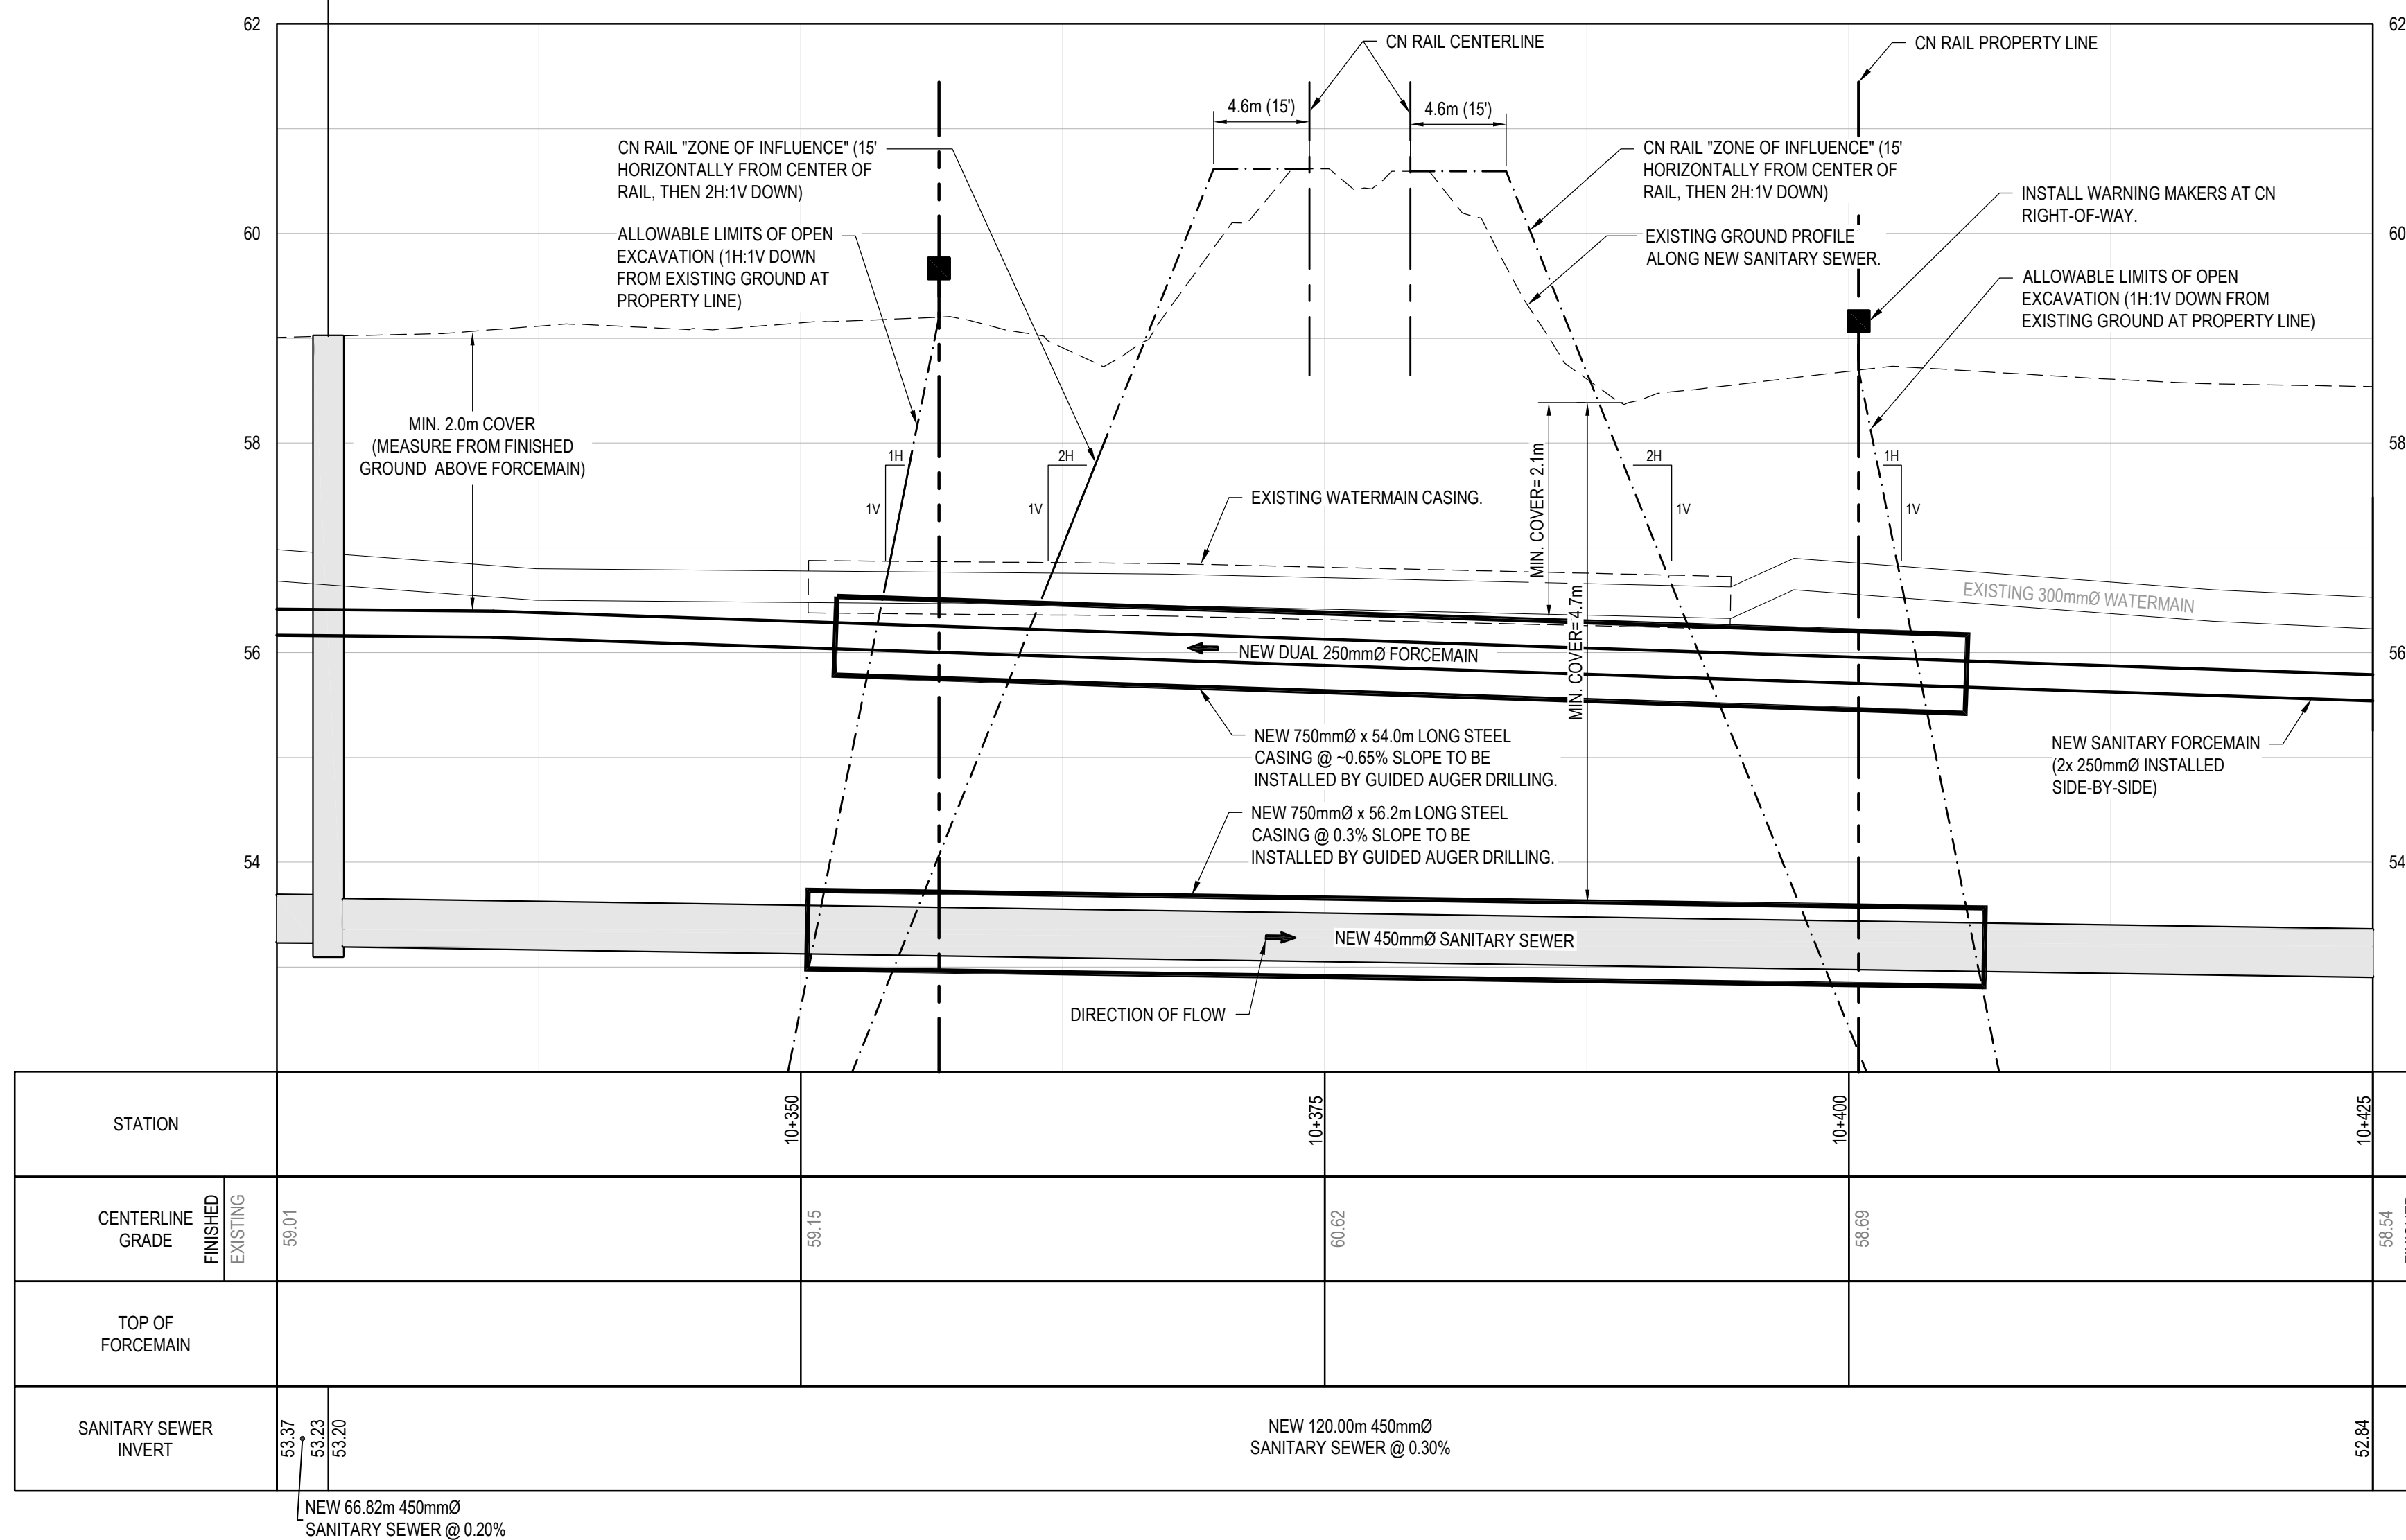 62
62
CN RAIL CENTERLINE
CN RAIL PROPERTY LINE
4.6m (15')
4.6m (15')
CN RAIL "ZONE OF INFLUENCE" (15'
HORIZONTALLY FROM CENTER OF
RAIL, THEN 2H:1V DOWN)
CN RAIL "ZONE OF INFLUENCE" (15'
HORIZONTALLY FROM CENTER OF
RAIL, THEN 2H:1V DOWN)
INSTALL WARNING MAKERS AT CN
RIGHT-OF-WAY.
60
60
ALLOWABLE LIMITS OF OPEN
EXCAVATION (1H:1V DOWN
FROM EXISTING GROUND AT
PROPERTY LINE)
EXISTING GROUND PROFILE
ALONG NEW SANITARY SEWER.
ALLOWABLE LIMITS OF OPEN
EXCAVATION (1H:1V DOWN FROM
EXISTING GROUND AT PROPERTY LINE)
MIN. 2.0m COVER
(MEASURE FROM FINISHED
GROUND ABOVE FORCEMAIN)
58
58
1H
1V
2H
1V
2H
1V
1H
1V
EXISTING WATERMAIN CASING.
MIN. COVER= 2.1m
MIN. COVER= 4.7m
EXISTING 300mmØ WATERMAIN
56
56
NEW DUAL 250mmØ FORCEMAIN
NEW 750mmØ x 54.0m LONG STEEL
CASING @ ~0.65% SLOPE TO BE
INSTALLED BY GUIDED AUGER DRILLING.
NEW SANITARY FORCEMAIN
(2x 250mmØ INSTALLED
SIDE-BY-SIDE)
NEW 750mmØ x 56.2m LONG STEEL
CASING @ 0.3% SLOPE TO BE
INSTALLED BY GUIDED AUGER DRILLING.
54
54
NEW 450mmØ SANITARY SEWER
DIRECTION OF FLOW
STATION
10+350
10+375
10+400
10+425
CENTERLINE
GRADE
FINISHED
EXISTING
59.01
59.15
60.62
58.69
58.54
TOP OF
FORCEMAIN
SANITARY SEWER
INVERT
53.37
53.23
53.20
NEW 120.00m 450mmØ
SANITARY SEWER @ 0.30%
52.84
NEW 66.82m 450mmØ
SANITARY SEWER @ 0.20%